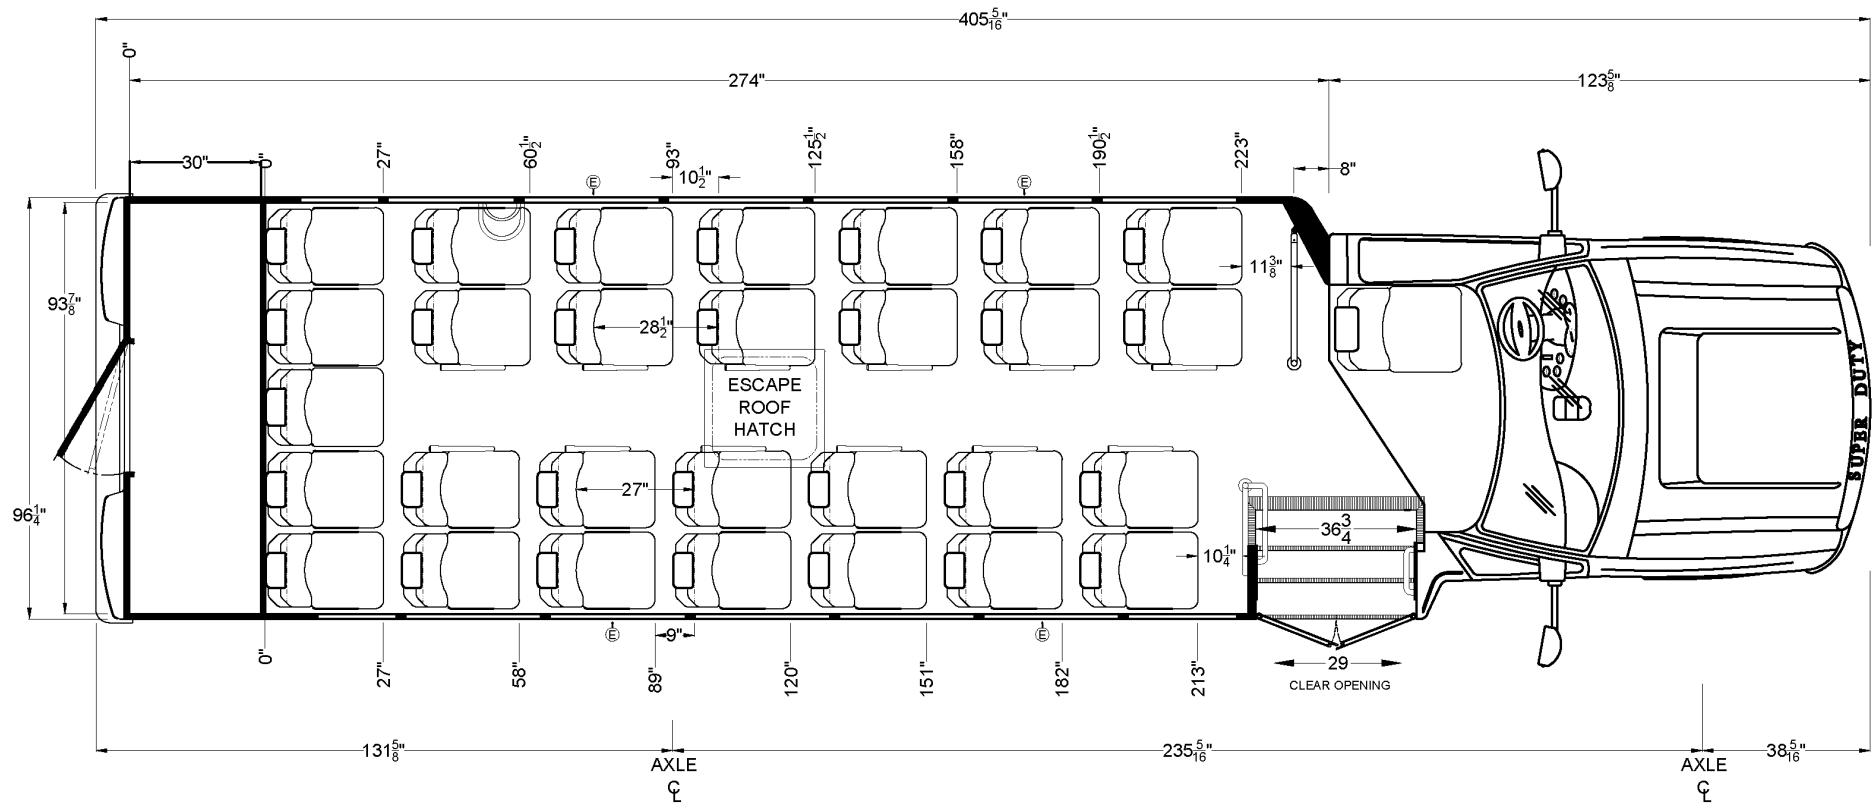 405 5/16"
0"
274"
123 5/8"
30"
0"
27"
60 1/2"
93"
125 1/2"
158"
190 1/2"
223"
8"
10 1/2"
E
E
11 3/8"
93 7/8"
28 1/2"
ESCAPE
ROOF
HATCH
SUPER DUTY
27"
96 1/4"
36 3/4
10 1/4"
E
9"
E
0"
27"
58"
89"
120"
151"
182"
213"
29
CLEAR OPENING
131 5/8"
235 5/16"
38 5/16"
AXLE
CL
AXLE
CL